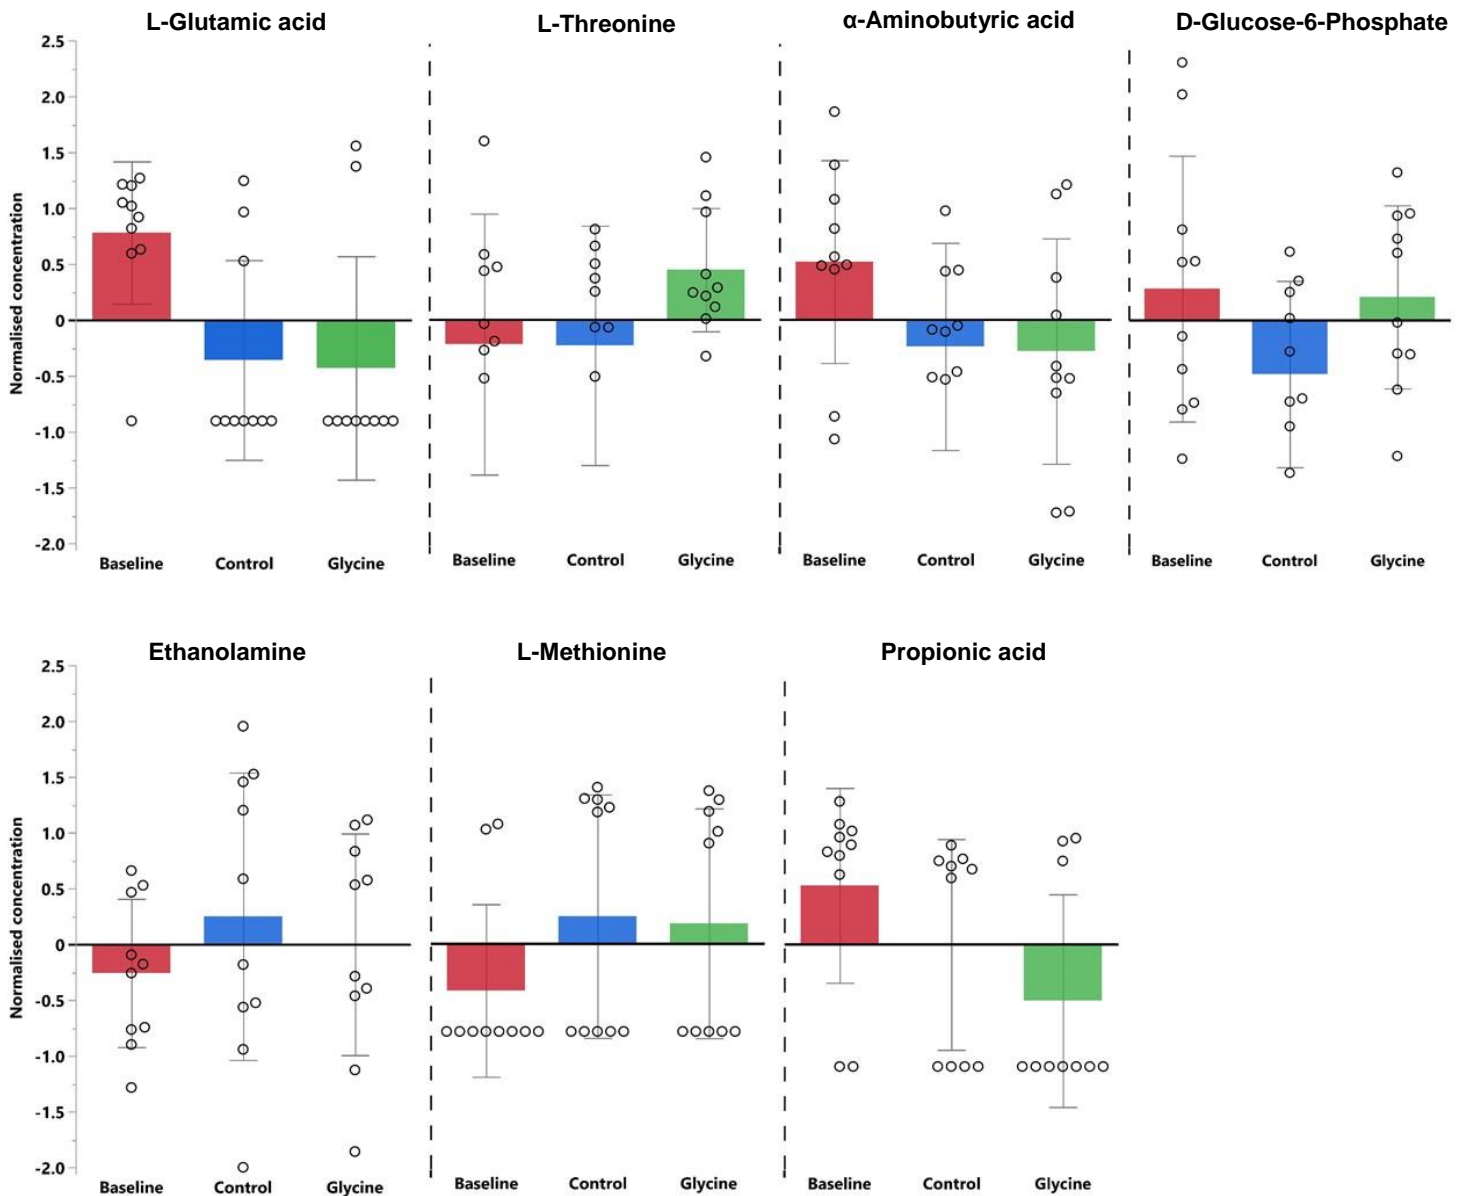 L-Glutamic acid
L-Threonine
α-Aminobutyric acid
D-Glucose-6-Phosphate
Normalised concentration
2.5
2.0
1.5
1.0
0.5
0
-0.5
-1.0
-1.5
-2.0
Baseline Control Glycine
Baseline Control Glycine
Baseline Control Glycine
Baseline Control Glycine
Ethanolamine
L-Methionine
Propionic acid
Normalised concentration
2.5
2.0
1.5
1.0
0.5
0
-0.5
-1.0
-1.5
-2.0
Baseline Control Glycine
Baseline Control Glycine
Baseline Control Glycine